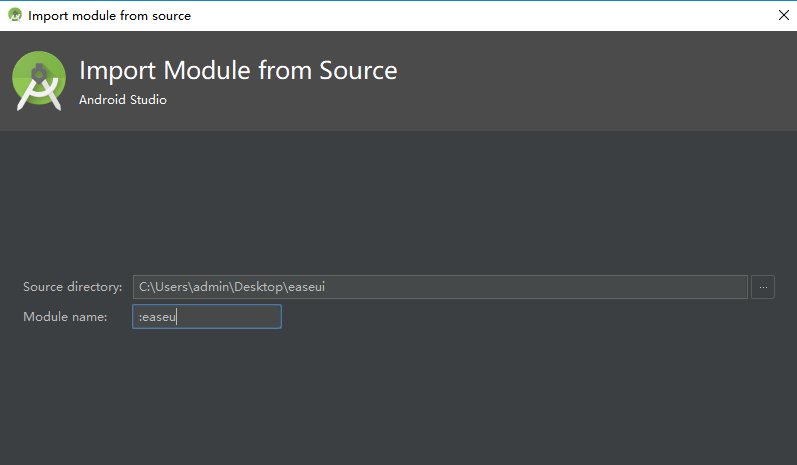 Import module from source
Import Module from Source
Android Studio
Source directory: C:\Users\admin\Desktop\easeui ...
Module name: :easeu